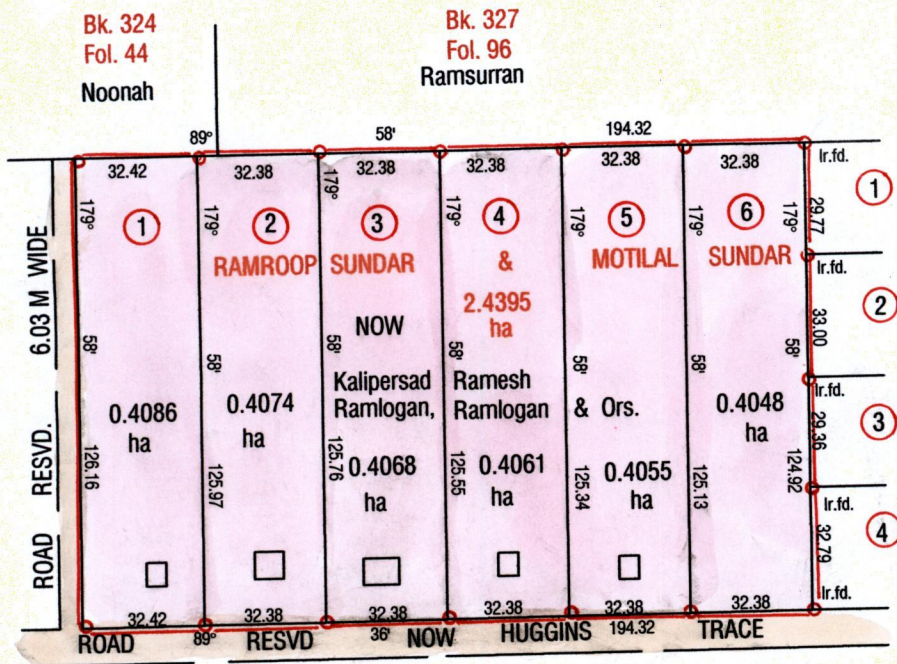 Bk. 324
Fol. 44
Noonah
Bk. 327
Fol. 96
Ramsurran
89° 58' 194.32
32.42 32.38 32.38 32.38 32.38 32.38 Ir.fd.
179° 179° 179° 179° 179° 179° 179°
1 2 3 4 5 6
1
29.77
RAMROOP SUNDAR & MOTILAL SUNDAR
Ir.fd.
2.4395
ha
NOW
2
33.00
6.03 M WIDE
58' 58' 58' 58' 58' 58' 58'
Kalipersad Ramesh
Ramlogan, Ramlogan & Ors.
Ir.fd.
0.4086
ha
0.4074
ha
0.4068
ha
0.4061
ha
0.4055
ha
0.4048
ha
3
29.36
RESVD.
126.16 125.97 125.76 125.55 125.34 125.13 124.92
Ir.fd.
4
32.79
ROAD
Ir.fd.
32.42 32.38 32.38 32.38 32.38 32.38
ROAD 89° RESVD 36' NOW HUGGINS 194.32 TRACE